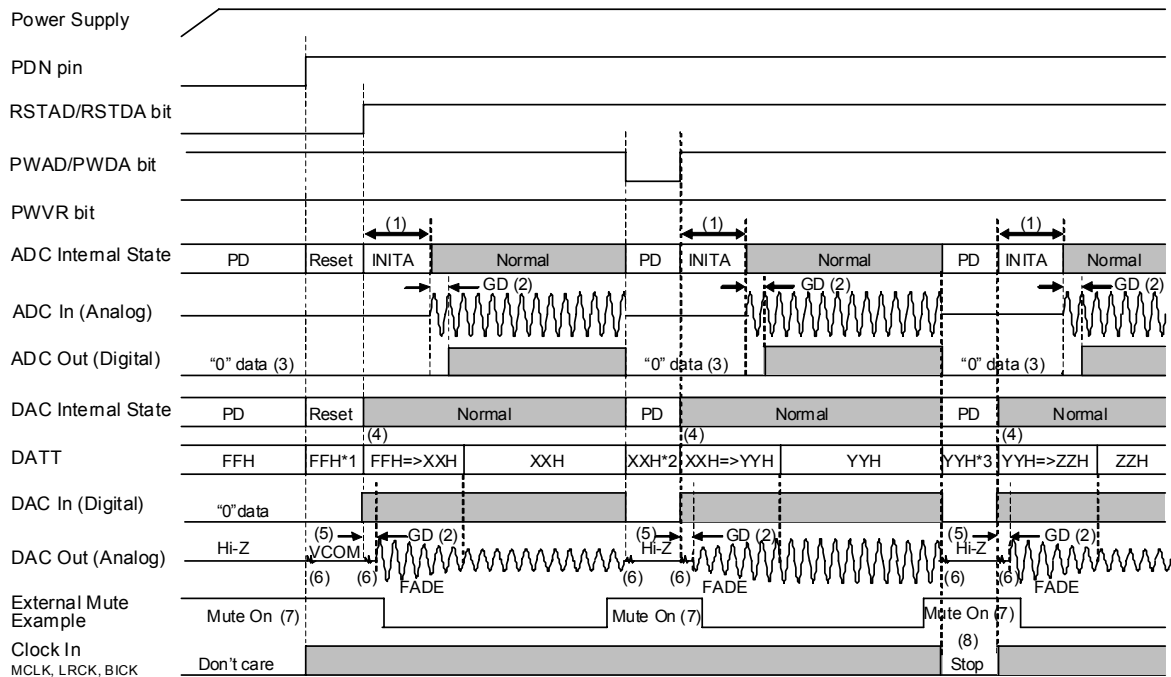 Power Supply
PDN pin
RSTAD/RSTDA bit
PWAD/PWDA bit
PWVR bit
(1) (1) (1)
ADC Internal State PD Reset INITA Normal PD INITA Normal PD INITA Normal
GD (2) GD (2) GD (2)
ADC In (Analog)
ADC Out (Digital) “0” data (3) “0” data (3) “0” data (3)
DAC Internal State PD Reset Normal PD Normal PD Normal
(4) (4) (4)
DATT FFH FFH*1 FFH=>XXH XXH XXH*2 XXH=>YYH YYH YYH*3 YYH=>ZZH ZZH
DAC In (Digital) “0”data
(5) GD (2) (5) GD (2) (5) GD (2)
DAC Out (Analog) Hi-Z VCOM Hi-Z Hi-Z
(6) (6) FADE (6) (6) FADE (6) (6) FADE
External Mute
Example Mute On (7) Mute On (7) Mute On (7)
Clock In
MCLK, LRCK, BICK Don’t care (8) Stop